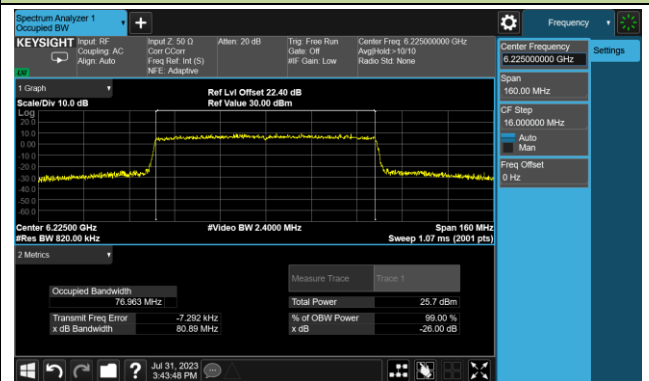 Spectrum Analyzer 1
Occupied BW
+
Frequency
KEYSIGHT
Input: RF
Coupling: AC
Align: Auto
Input Z: 50 Ω
Corr CCorr
Freq Ref: Int (S)
NFE: Adaptive
Atten: 20 dB
Trig: Free Run
Gate: Off
#IF Gain: Low
Center Freq: 6.225000000 GHz
Avg|Hold:>10/10
Radio Std: None
Center Frequency
6.225000000 GHz
Settings
Span
160.00 MHz
CF Step
16.000000 MHz
Auto
Man
Freq Offset
0 Hz
1 Graph
Scale/Div 10.0 dB
Ref Lvl Offset 22.40 dB
Ref Value 30.00 dBm
Log
20.0
10.0
0.00
-10.0
-20.0
-30.0
-40.0
-50.0
-60.0
Center 6.22500 GHz
#Video BW 2.4000 MHz
Span 160 MHz
#Res BW 820.00 kHz
Sweep 1.07 ms (2001 pts)
2 Metrics
Measure Trace
Trace 1
Occupied Bandwidth
76.963 MHz
Total Power
25.7 dBm
Transmit Freq Error
-7.292 kHz
% of OBW Power
99.00 %
x dB Bandwidth
80.89 MHz
x dB
-26.00 dB
?
Jul 31, 2023
3:43:48 PM